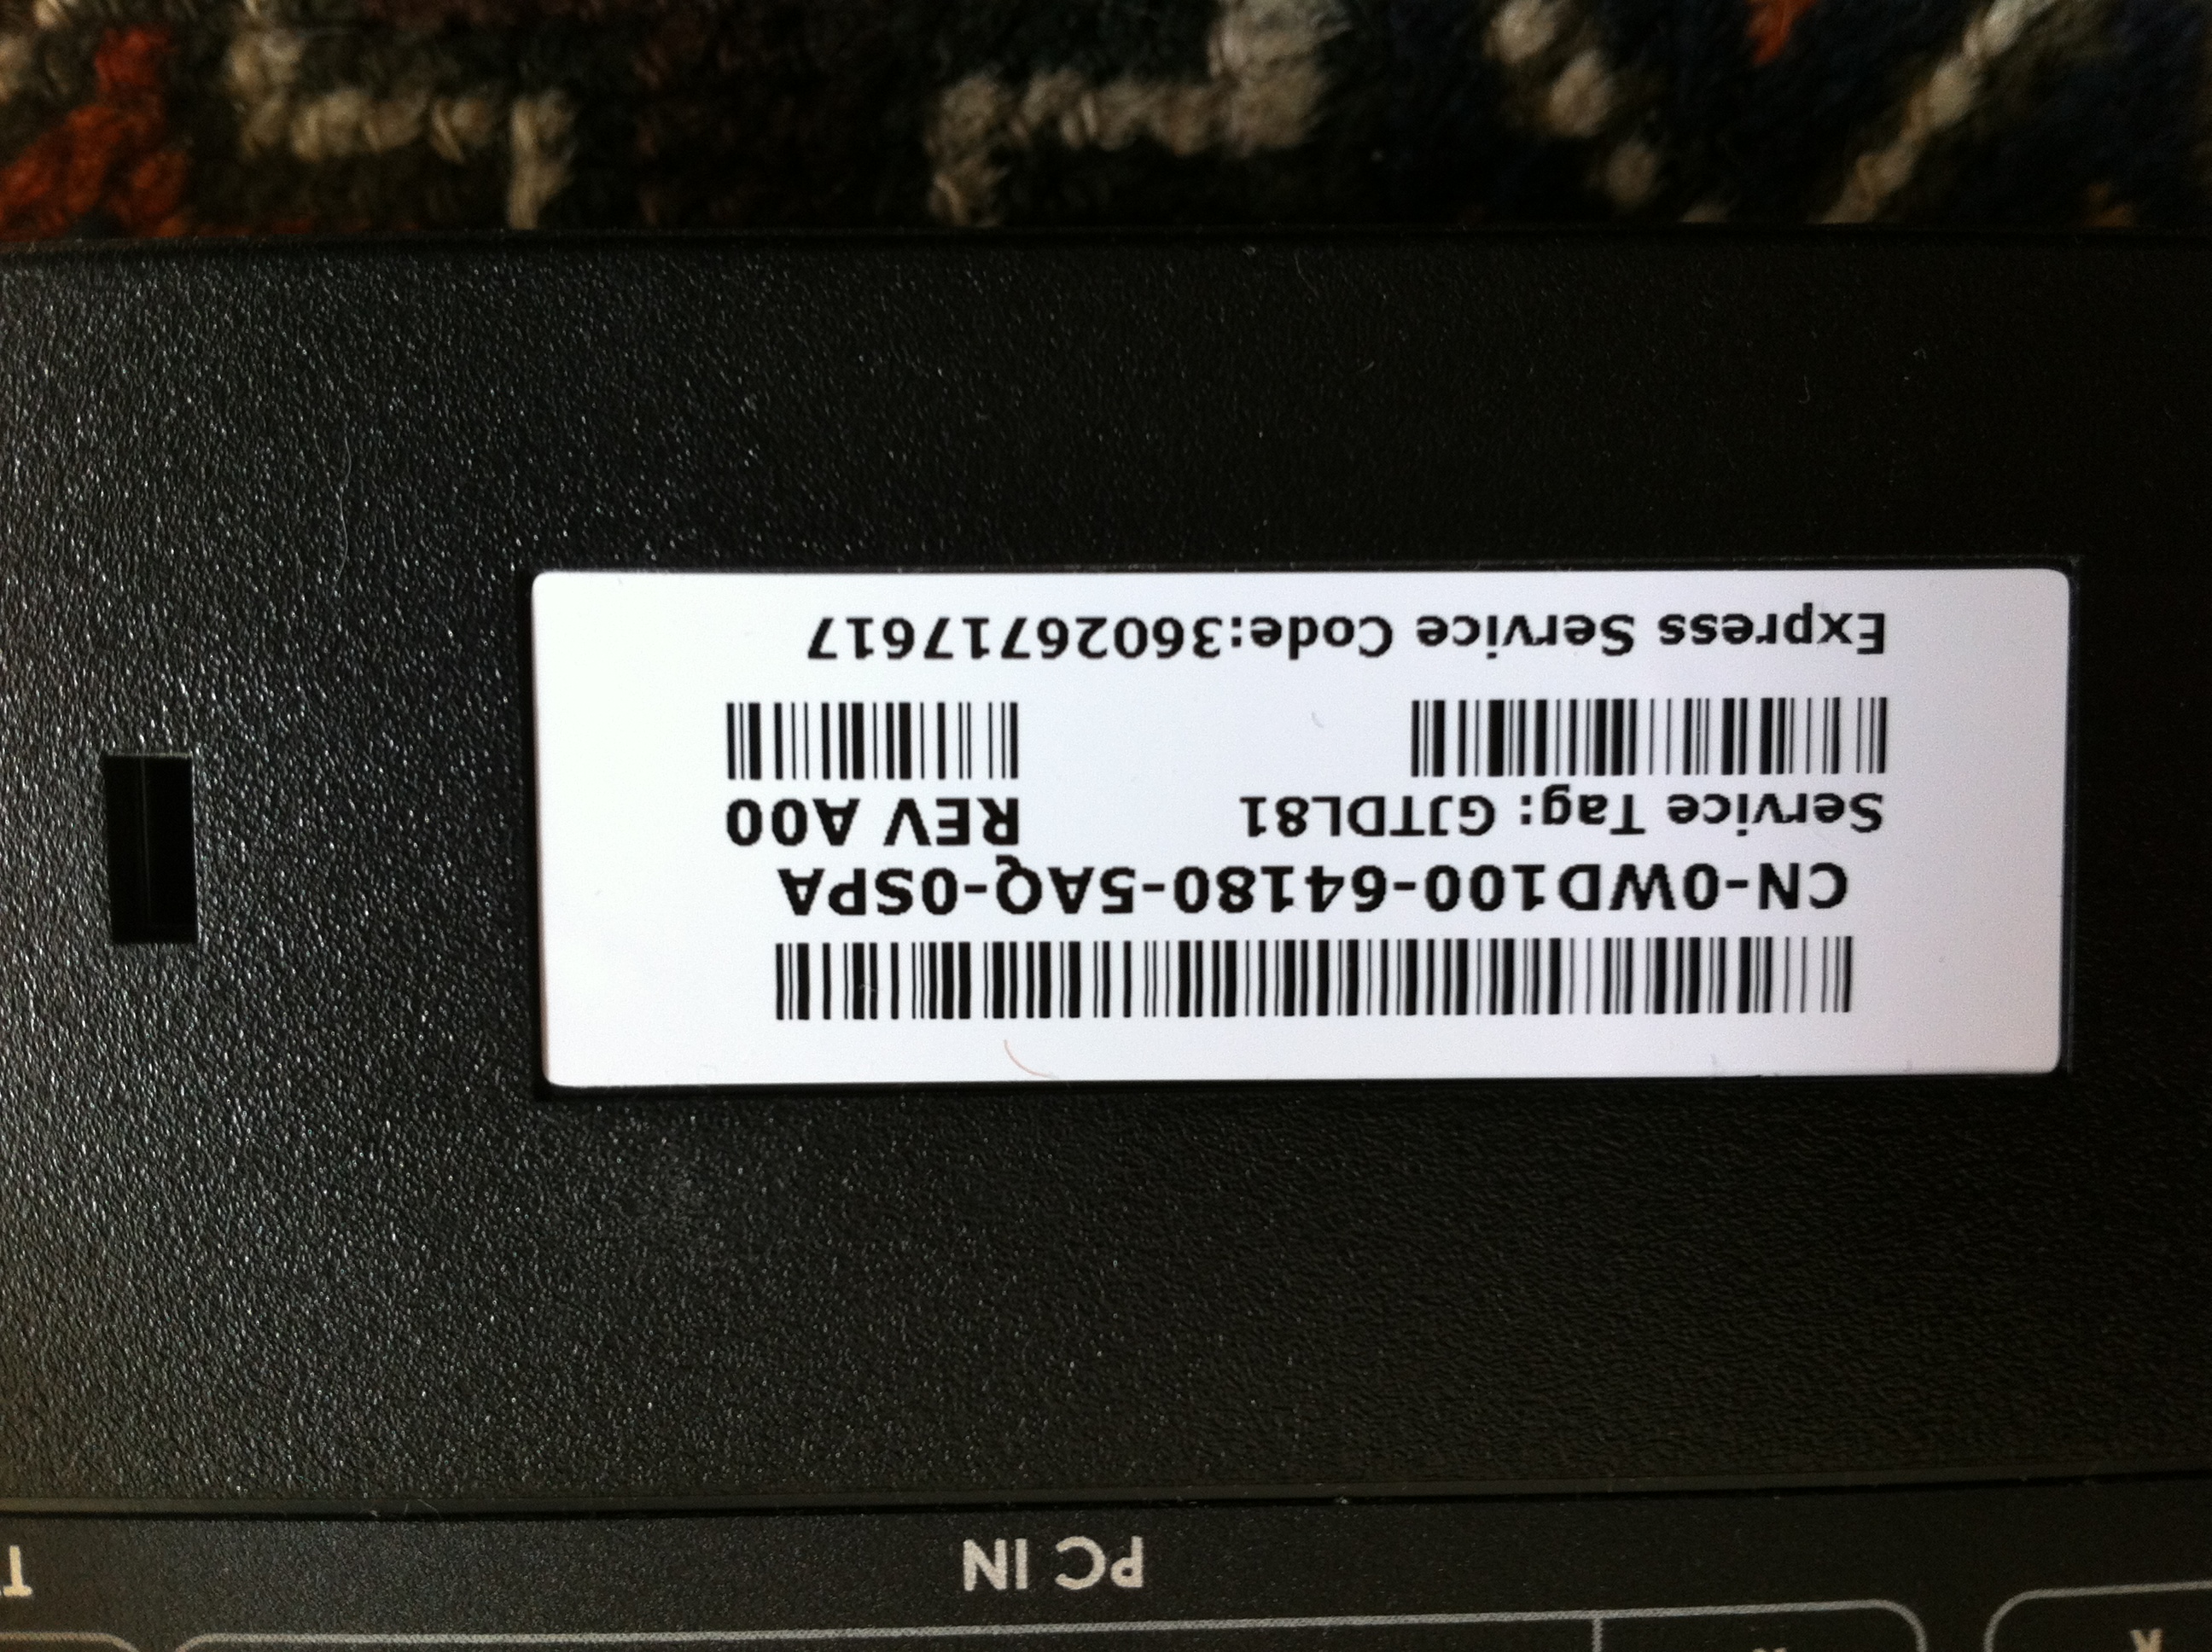 PC IN
CN-0WD100-64180-5AQ-0SPA
Service Tag: GJTDL81 REV A00
Express Service Code:36026717617